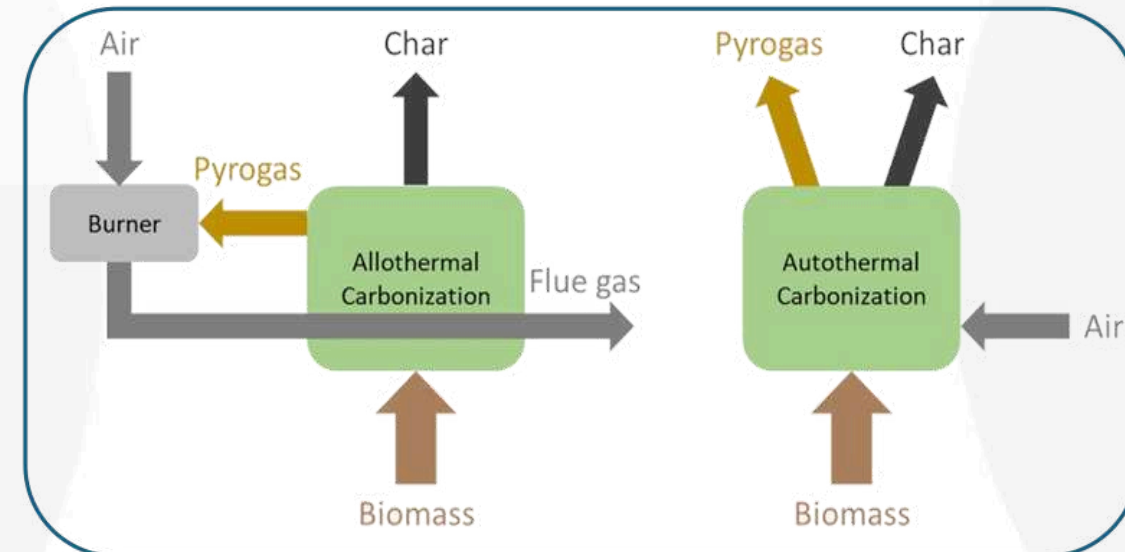 Air
Char
Pyrogas
Burner
Allothermal
Carbonization
Flue gas
Biomass
Pyrogas
Char
Autothermal
Carbonization
Air
Biomass